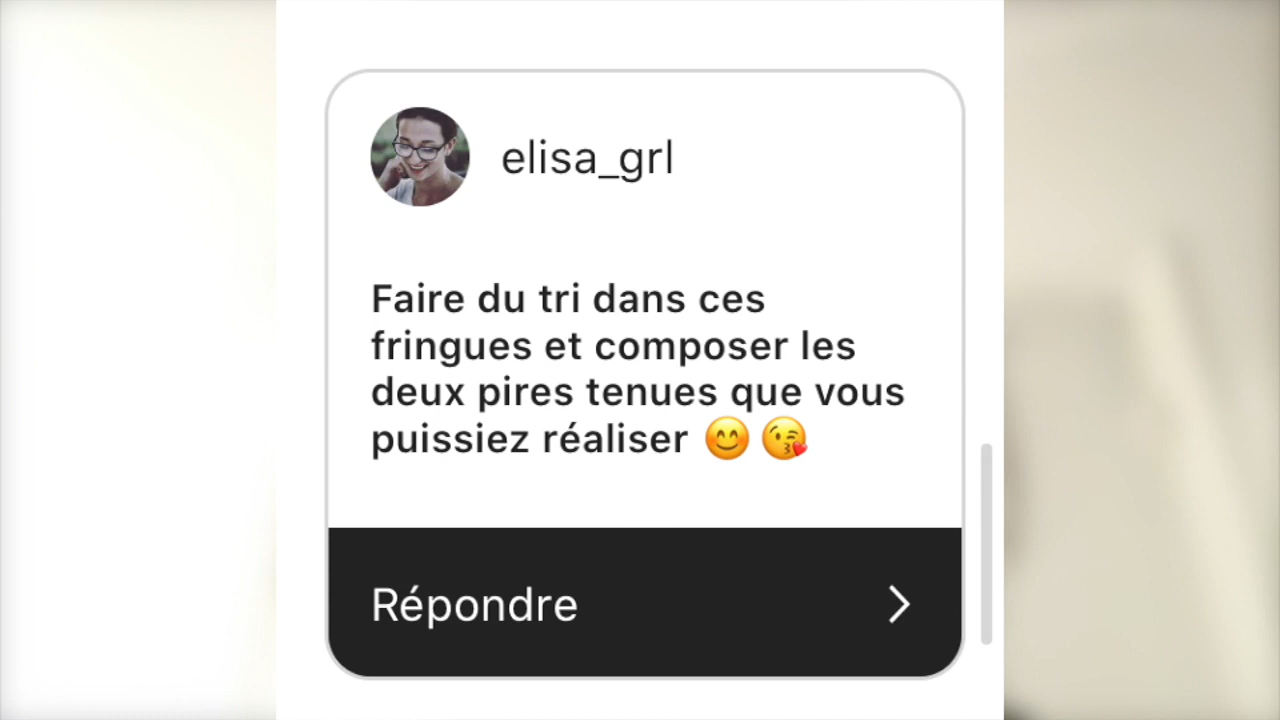 elisa_grl
Faire du tri dans ces
fringues et composer les
deux pires tenues que vous
puissiez réaliser 😊 😘
Répondre